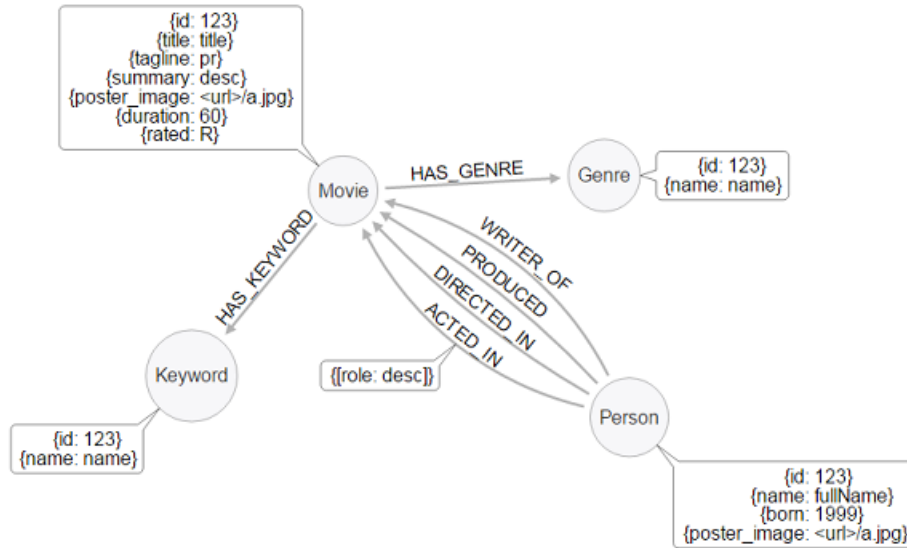 {id: 123}
{title: title}
{tagline: pr}
{summary: desc}
{poster_image: <url>/a.jpg}
{duration: 60}
{rated: R}
Movie
HAS_GENRE
Genre
{id: 123}
{name: name}
HAS_KEYWORD
WRITER_OF
PRODUCED
DIRECTED_IN
ACTED_IN
{[role: desc]}
Keyword
{id: 123}
{name: name}
Person
{id: 123}
{name: fullName}
{born: 1999}
{poster_image: <url>/a.jpg}